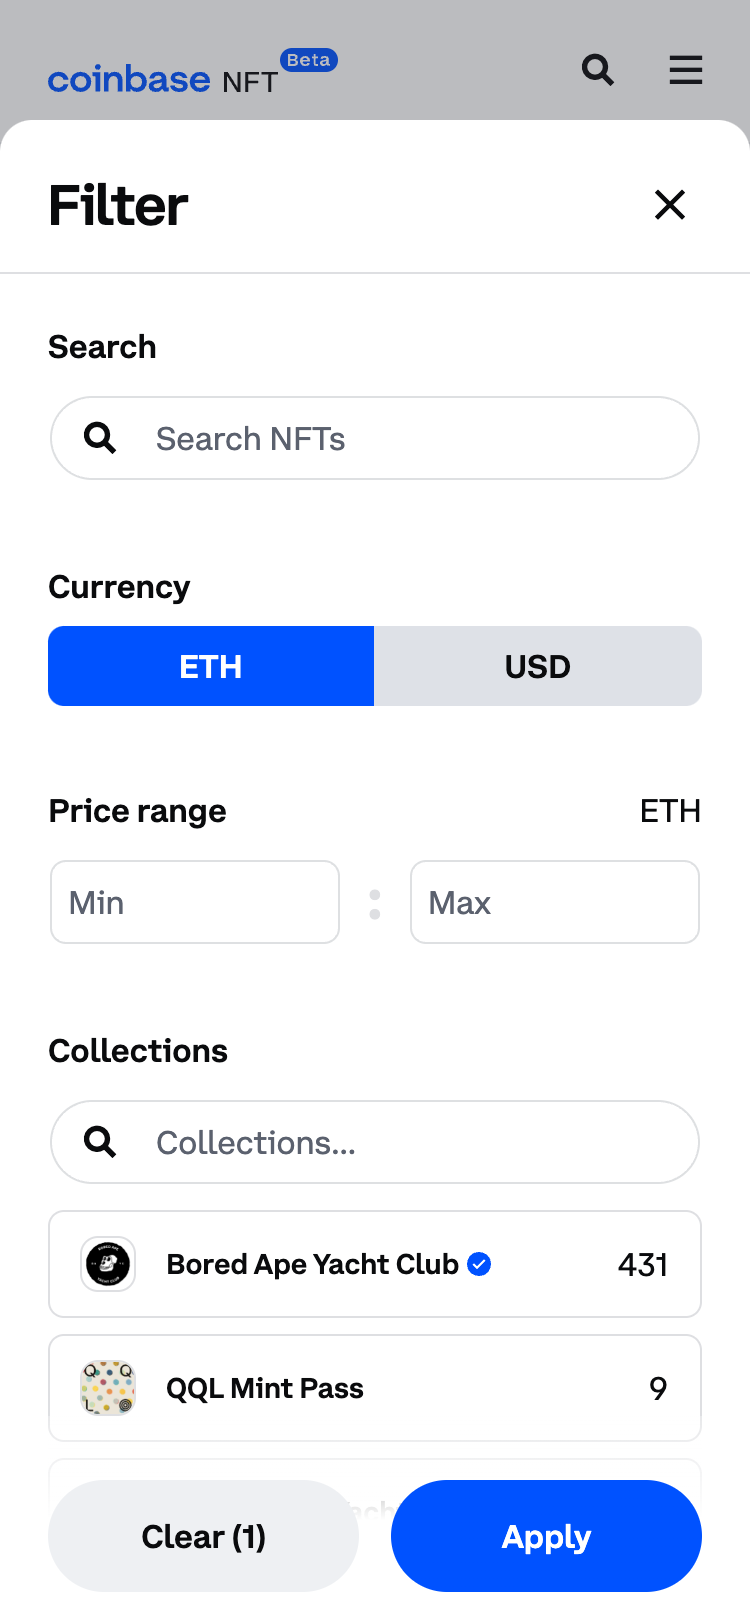 coinbase NFT Beta
Filter
Search
Search NFTs
Currency
ETH USD
Price range ETH
Min : Max
Collections
Collections...
Bored Ape Yacht Club 431
QQL Mint Pass 9
Clear (1) Apply